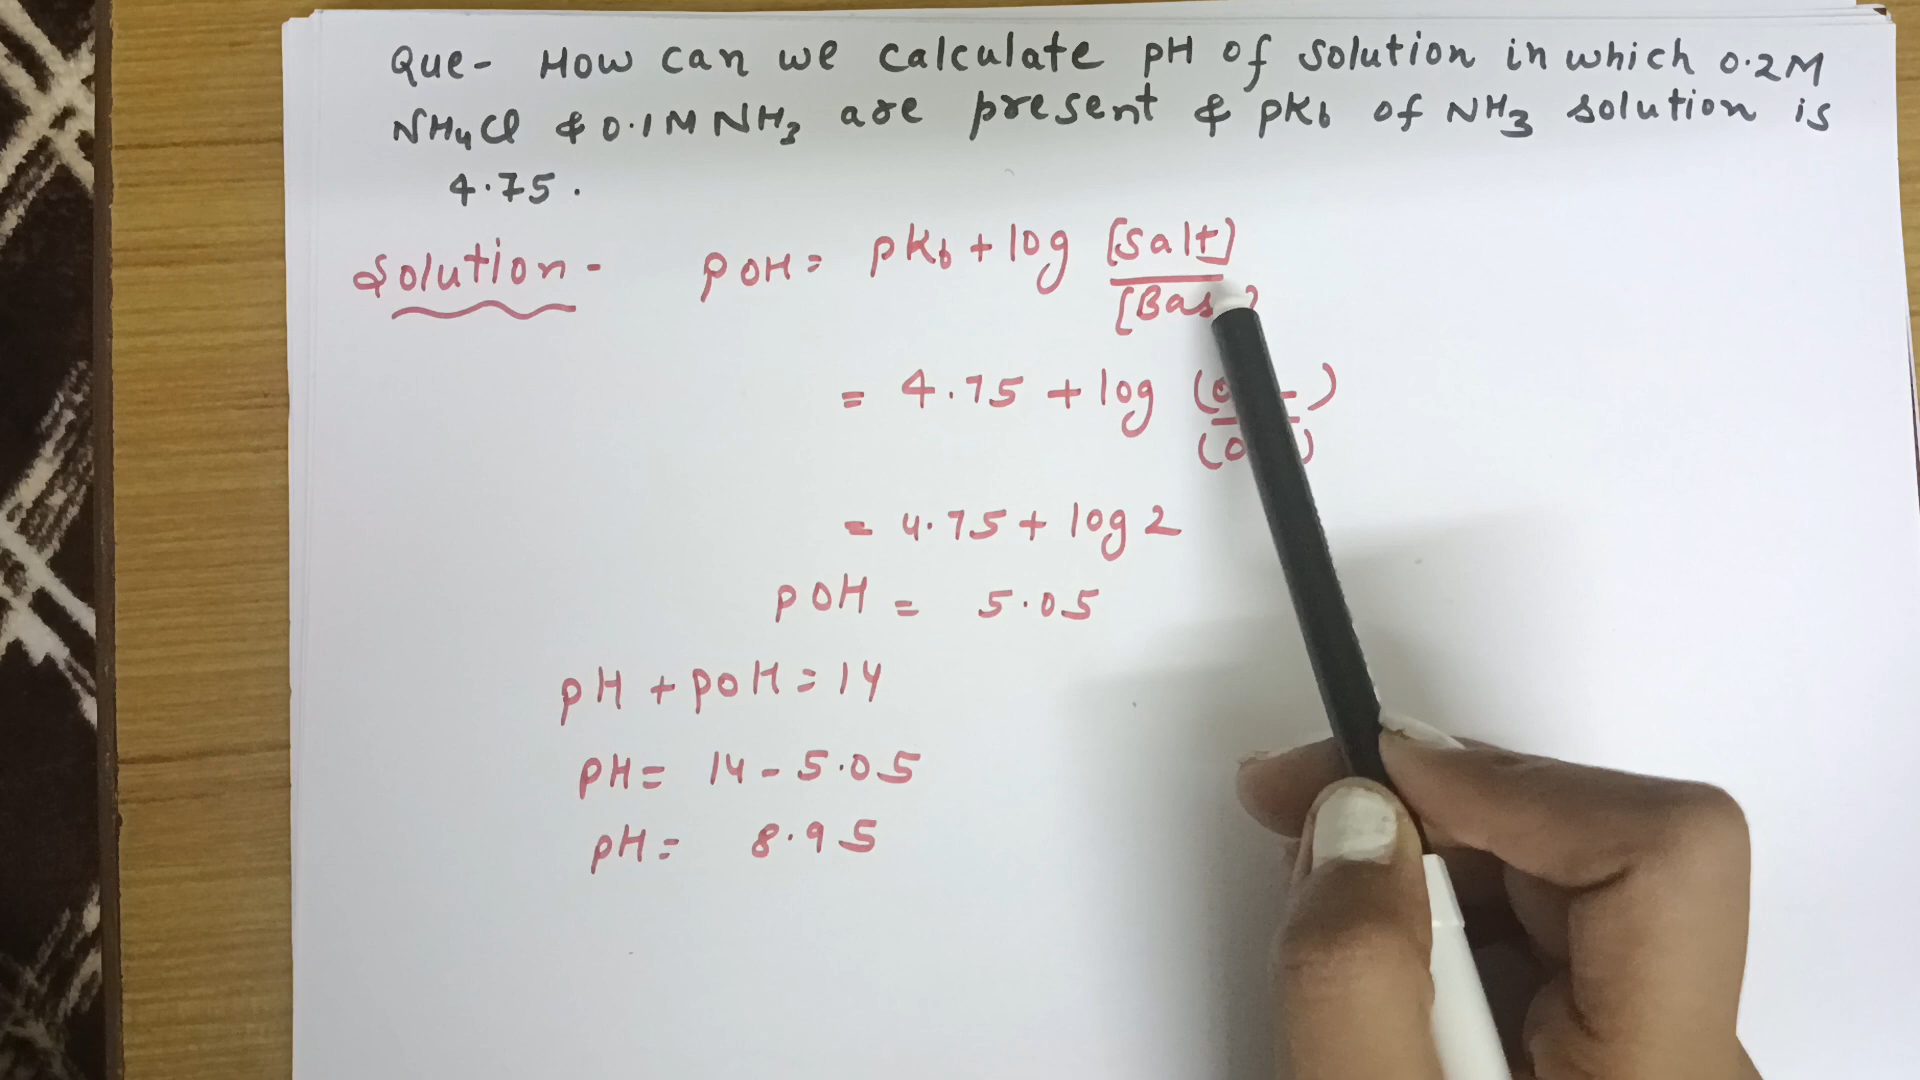 Que- How can we calculate pH of solution in which 0.2M
NH4Cl & 0.1M NH3 are present & pKb of NH3 solution is
4.75.
Solution- pOH = pKb + log [Salt]
= 4.75 + log
= 4.75 + log 2
pOH = 5.05
pH + pOH = 14
pH = 14 - 5.05
pH = 8.95